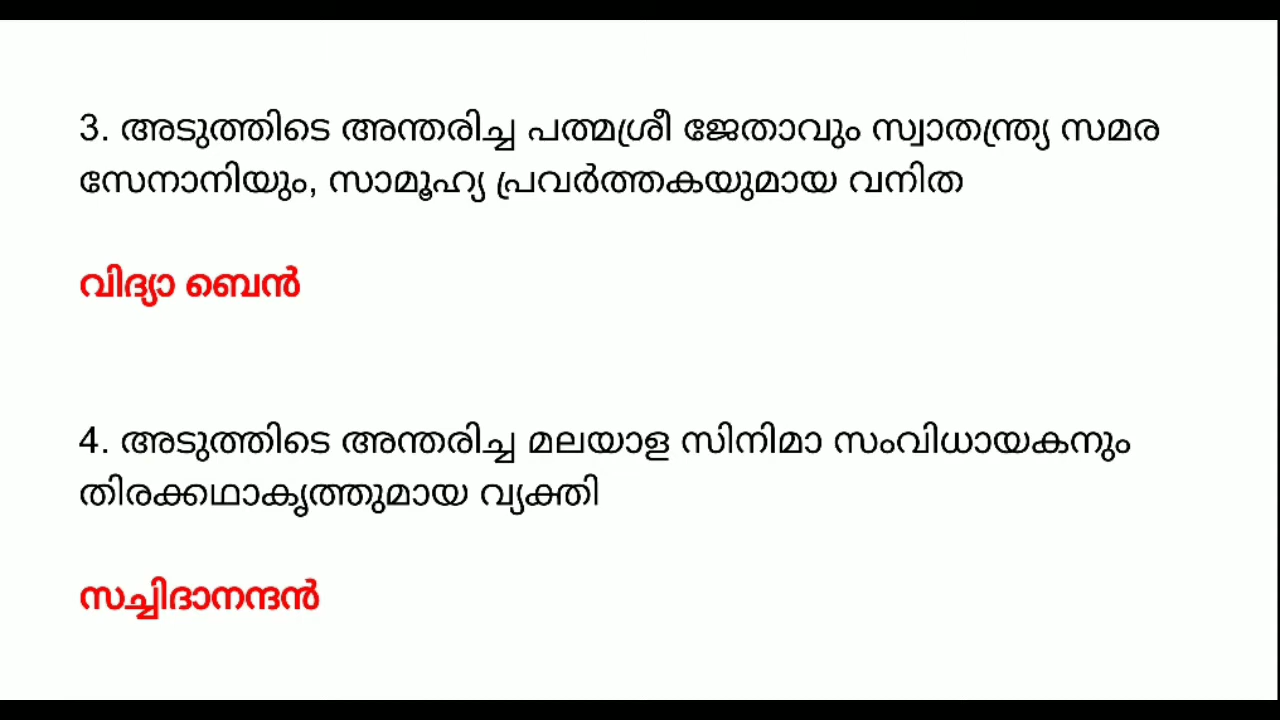 3. അടുത്തിടെ അന്തരിച്ച പത്മശ്രീ ജേതാവും സ്വാതന്ത്ര്യ സമര
സേനാനിയും, സാമൂഹ്യ പ്രവർത്തകയുമായ വനിത
വിദ്യാ ബെൻ
4. അടുത്തിടെ അന്തരിച്ച മലയാള സിനിമാ സംവിധായകനും
തിരക്കഥാകൃത്തുമായ വ്യക്തി
സച്ചിദാനന്ദൻ